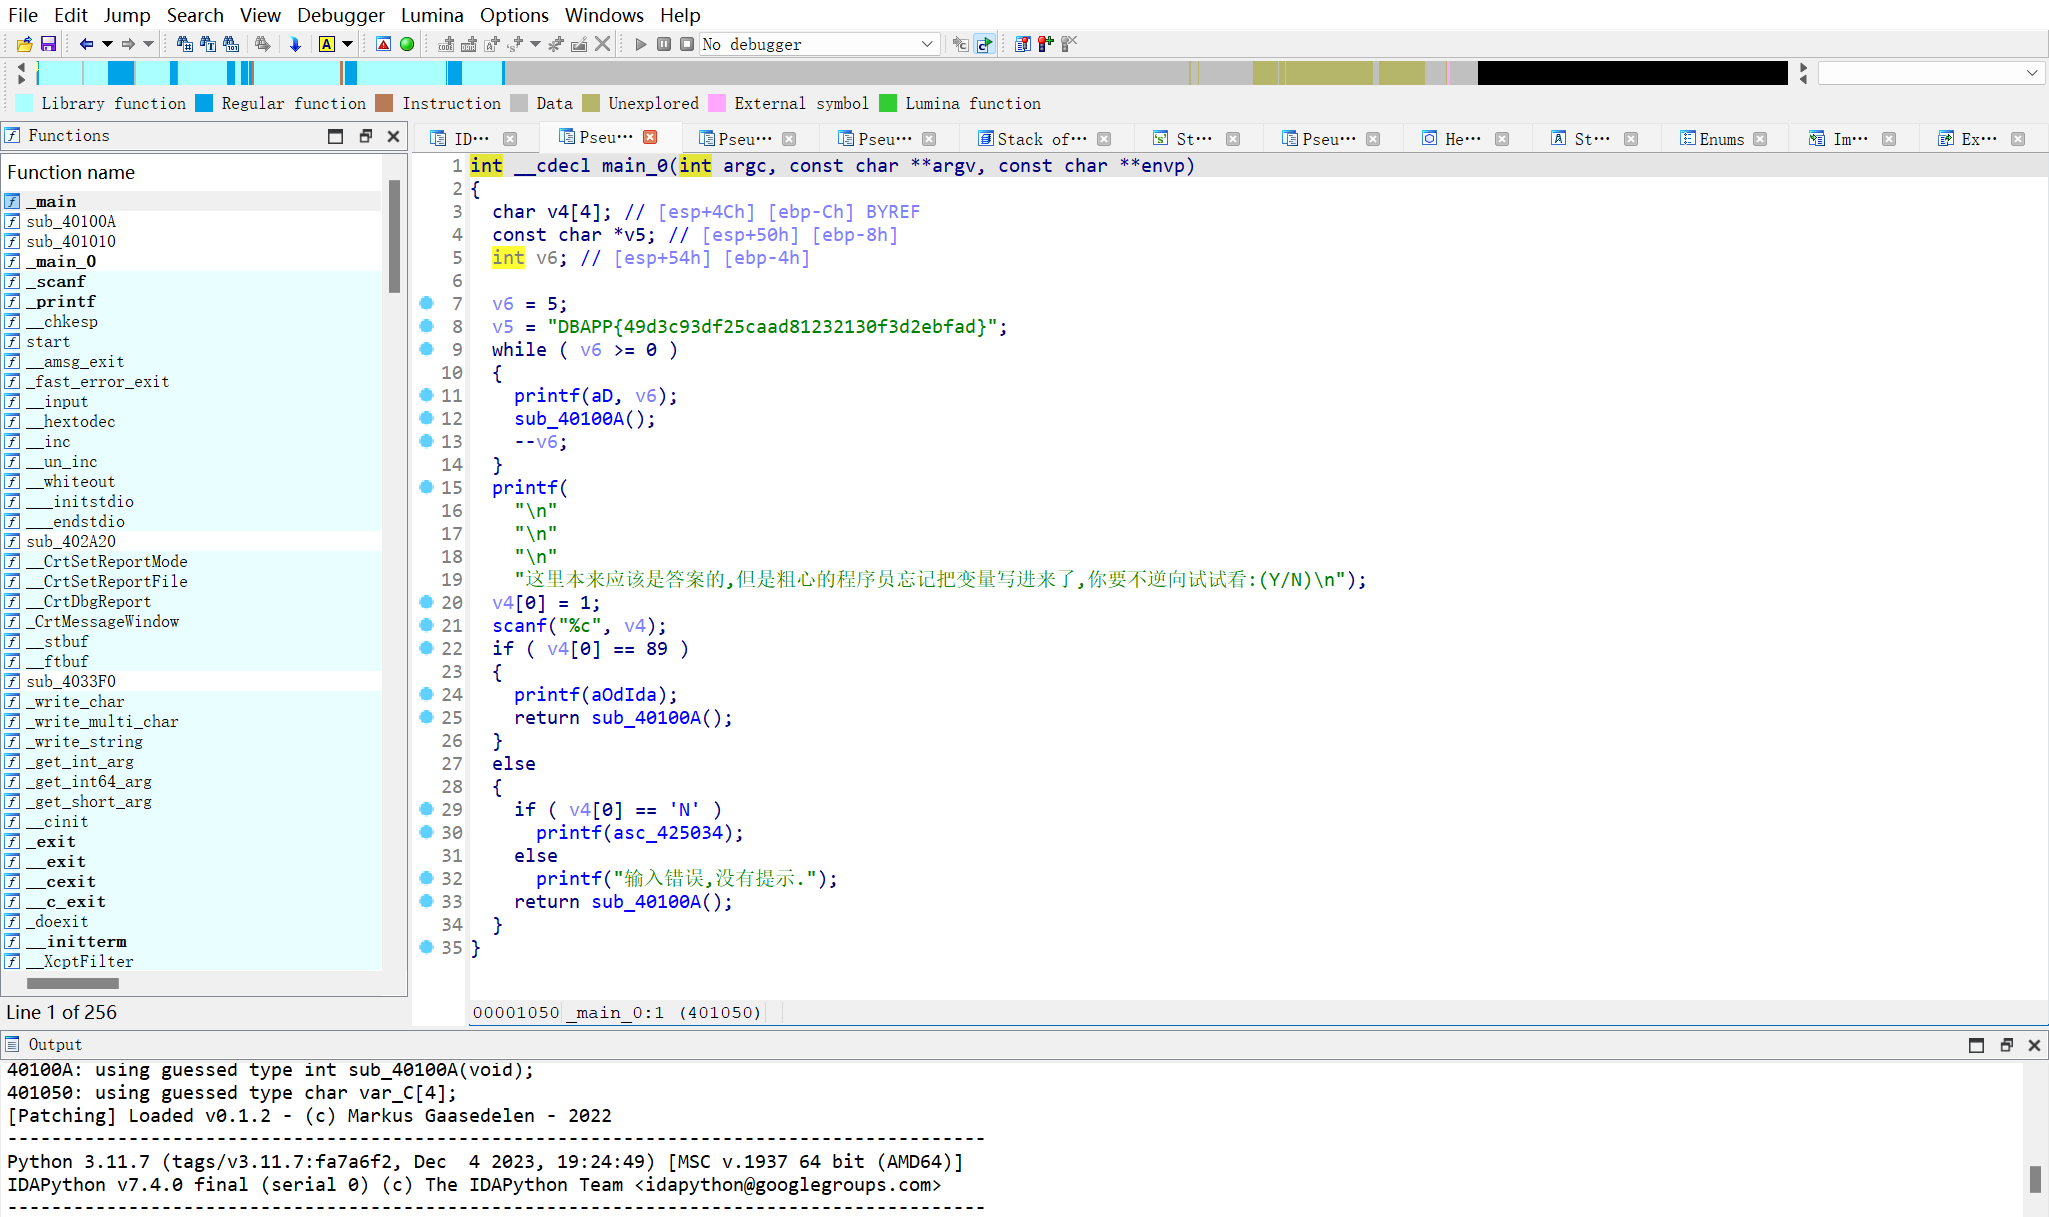 File Edit Jump Search View Debugger Lumina Options Windows Help
No debugger
Library function Regular function Instruction Data Unexplored External symbol Lumina function
Functions
ID··· Pseu··· Pseu··· Pseu··· Stack of··· St··· Pseu··· He··· St··· Enums Im··· Ex···
Function name
_main
sub_40100A
sub_401010
_main_0
_scanf
_printf
__chkesp
start
__amsg_exit
_fast_error_exit
__input
__hextodec
__inc
__un_inc
__whiteout
___initstdio
___endstdio
sub_402A20
__CrtSetReportMode
__CrtSetReportFile
__CrtDbgReport
_CrtMessageWindow
__stbuf
__ftbuf
sub_4033F0
_write_char
_write_multi_char
_write_string
_get_int_arg
_get_int64_arg
_get_short_arg
__cinit
_exit
__exit
__cexit
__c_exit
_doexit
__initterm
__XcptFilter
Line 1 of 256
1 int __cdecl main_0(int argc, const char **argv, const char **envp)
2 {
3 char v4[4]; // [esp+4Ch] [ebp-Ch] BYREF
4 const char *v5; // [esp+50h] [ebp-8h]
5 int v6; // [esp+54h] [ebp-4h]
6
7 v6 = 5;
8 v5 = "DBAPP{49d3c93df25caad81232130f3d2ebfad}";
9 while ( v6 >= 0 )
10 {
11 printf(aD, v6);
12 sub_40100A();
13 --v6;
14 }
15 printf(
16 "\n"
17 "\n"
18 "\n"
19 "这里本来应该是答案的,但是粗心的程序员忘记把变量写进来了,你要不逆向试试看:(Y/N)\n");
20 v4[0] = 1;
21 scanf("%c", v4);
22 if ( v4[0] == 89 )
23 {
24 printf(aOdIda);
25 return sub_40100A();
26 }
27 else
28 {
29 if ( v4[0] == 'N' )
30 printf(asc_425034);
31 else
32 printf("输入错误,没有提示.");
33 return sub_40100A();
34 }
35 }
00001050 _main_0:1 (401050)
Output
40100A: using guessed type int sub_40100A(void);
401050: using guessed type char var_C[4];
[Patching] Loaded v0.1.2 - (c) Markus Gaasedelen - 2022
-----------------------------------------------------------------------------------------
Python 3.11.7 (tags/v3.11.7:fa7a6f2, Dec  4 2023, 19:24:49) [MSC v.1937 64 bit (AMD64)]
IDAPython v7.4.0 final (serial 0) (c) The IDAPython Team <idapython@googlegroups.com>
-----------------------------------------------------------------------------------------